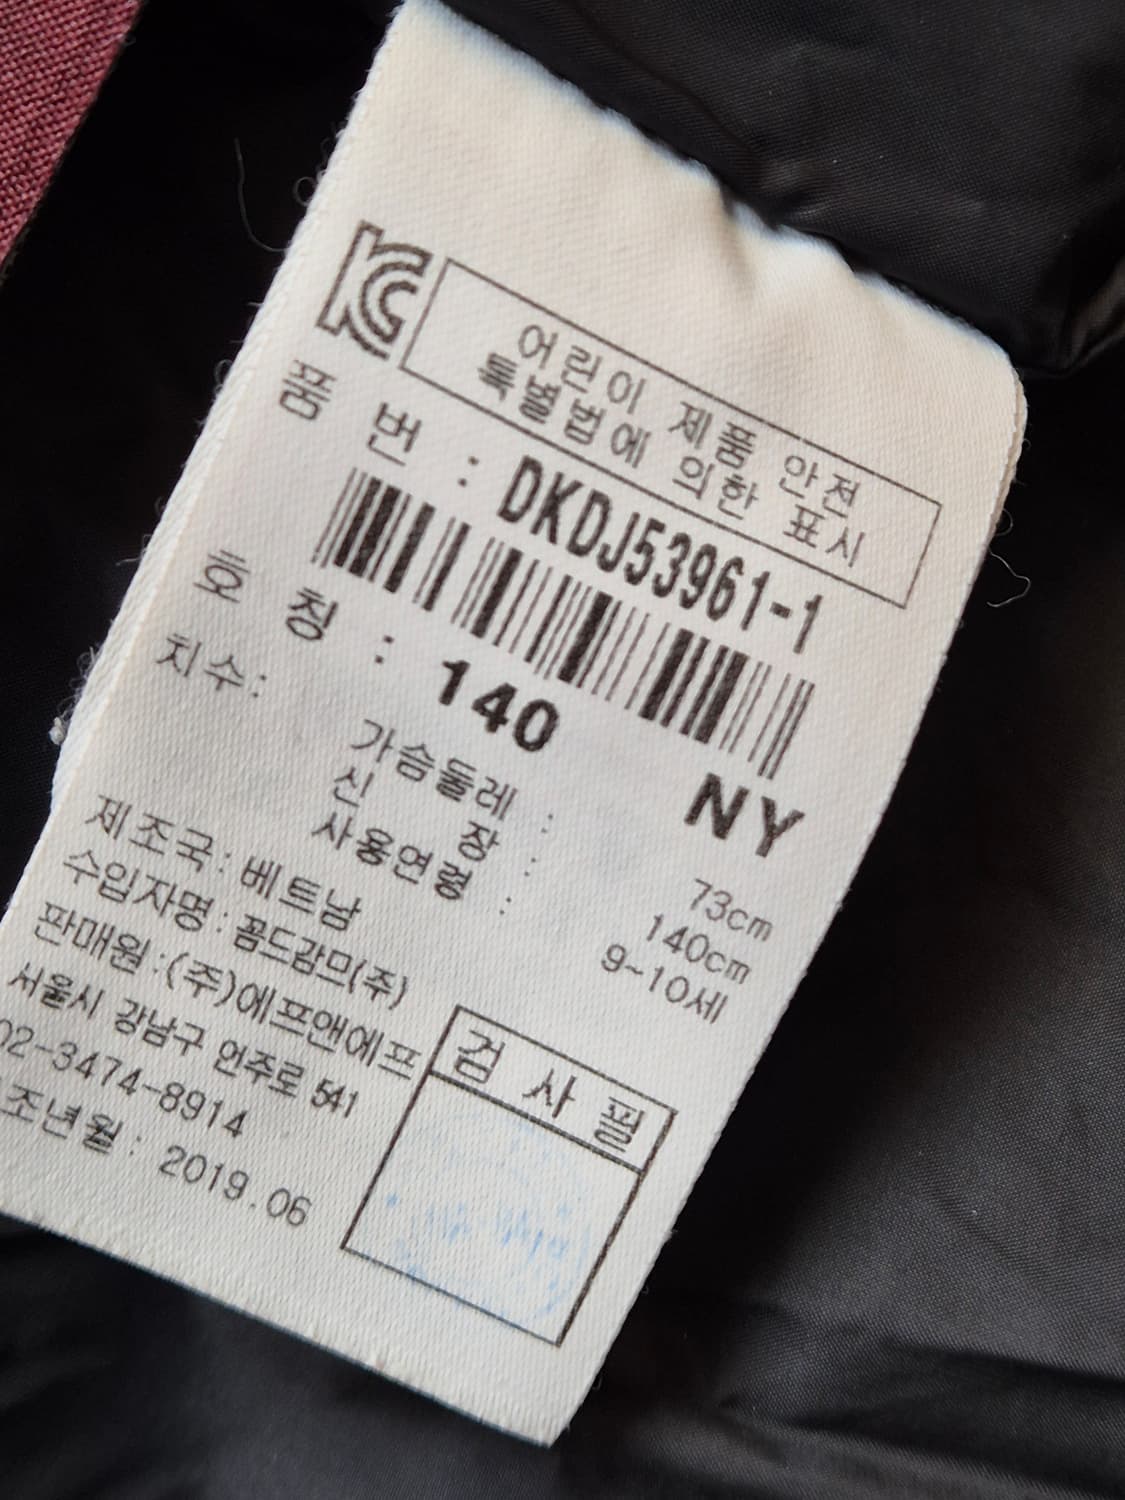 KC
어린이 제품 안전
특별법에 의한 표시
품 번 : DKDJ53961-1
호 칭 : 140 NY
치수:
가슴둘레 : 73cm
신 장 : 140cm
사용연령 : 9~10세
제조국: 베트남
수입자명: 꼼드감므(주)
판매원:(주)에프앤에프
서울시 강남구 언주로 541
02-3474-8914
조년월: 2019.06
검 사 필